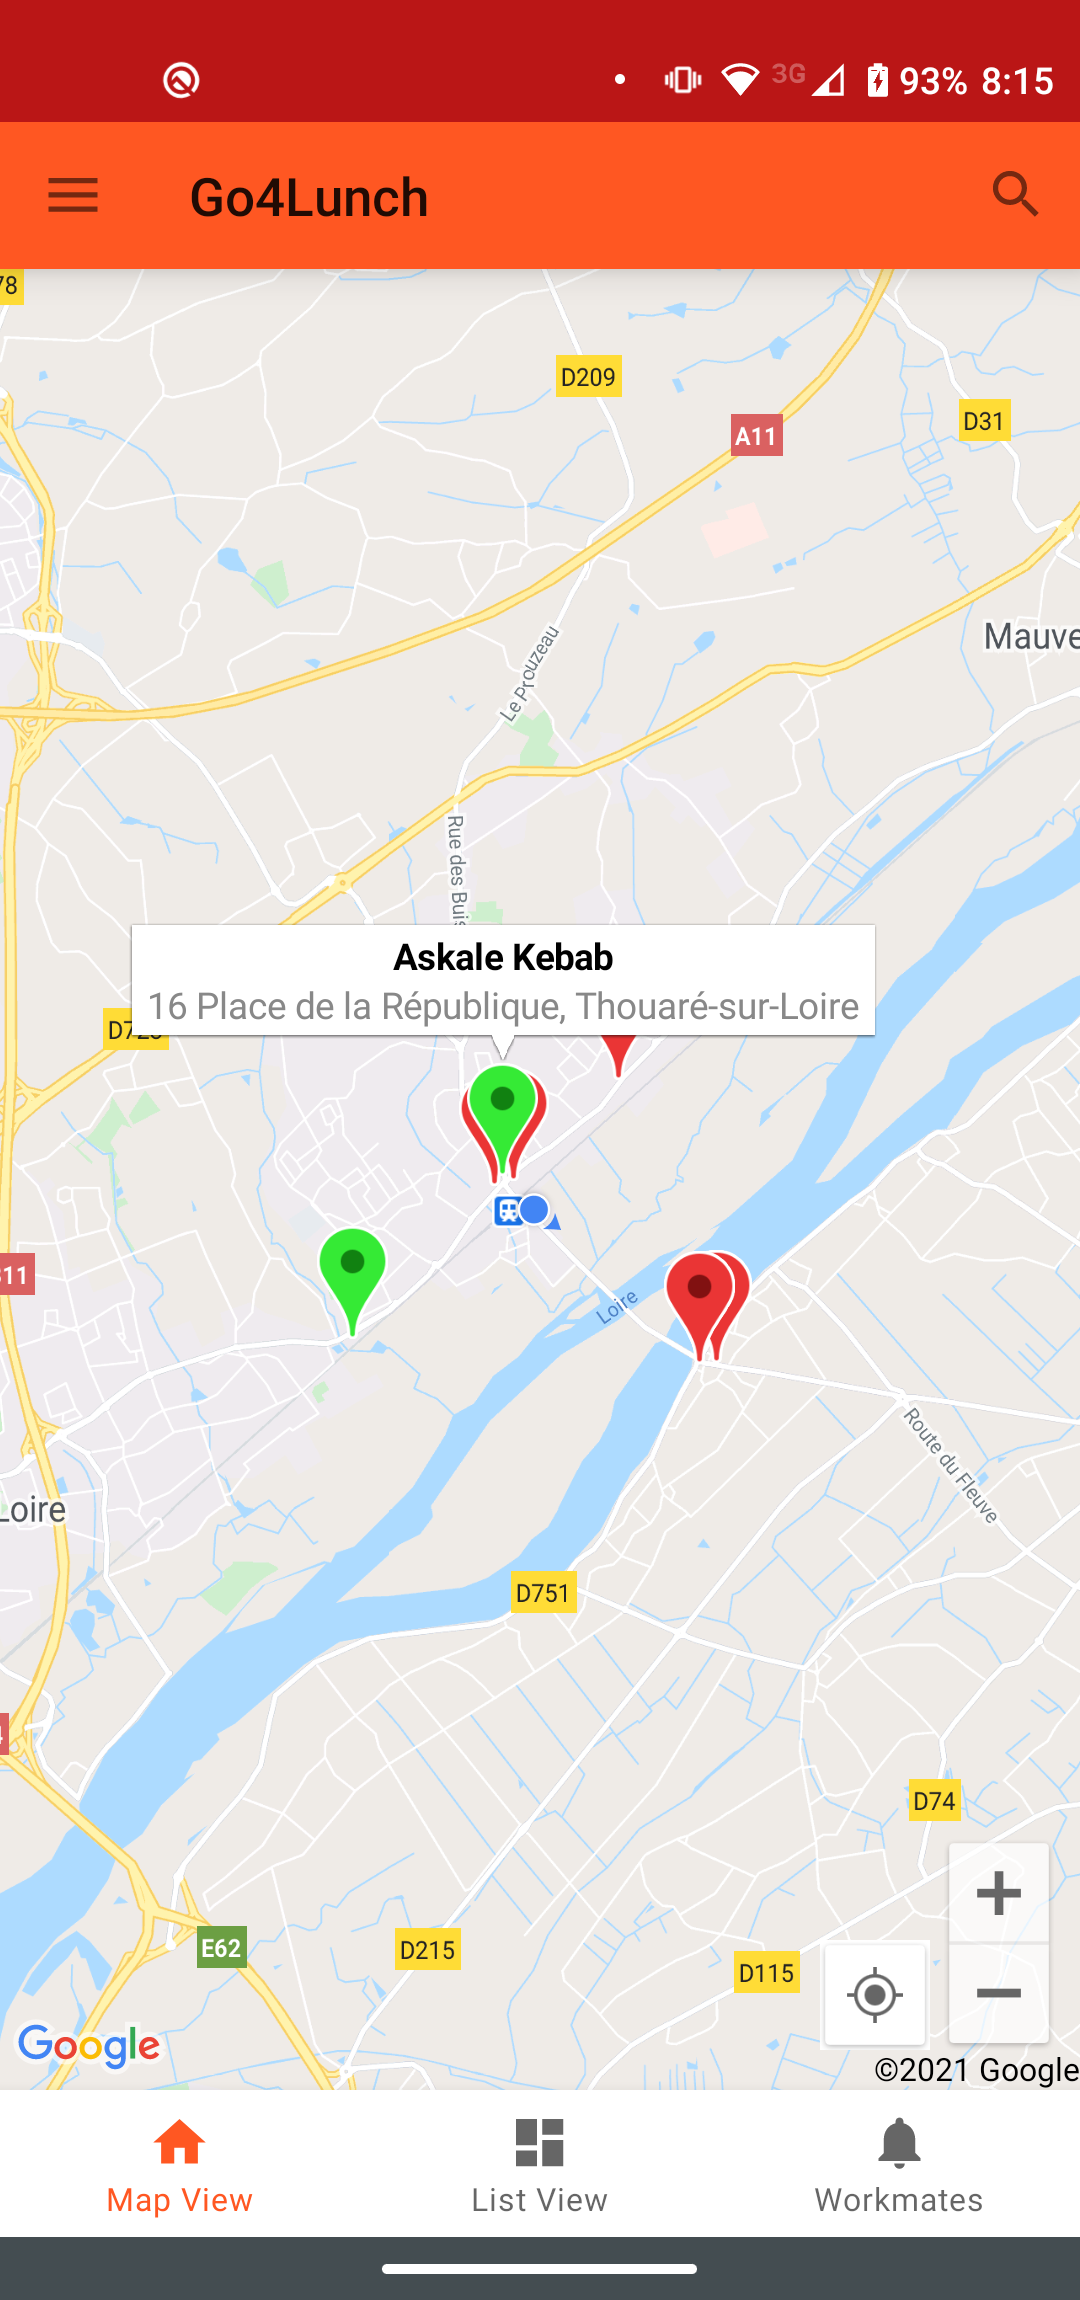 3G 93% 8:15
Go4Lunch
78
D209
D31
A11
Mauve
Le Prouzeau
Rue des Buis
Askale Kebab
16 Place de la République, Thouaré-sur-Loire
Loire
Route du Fleuve
Loire
D751
D74
E62
D215
D115
Google
©2021 Google
Map View
List View
Workmates